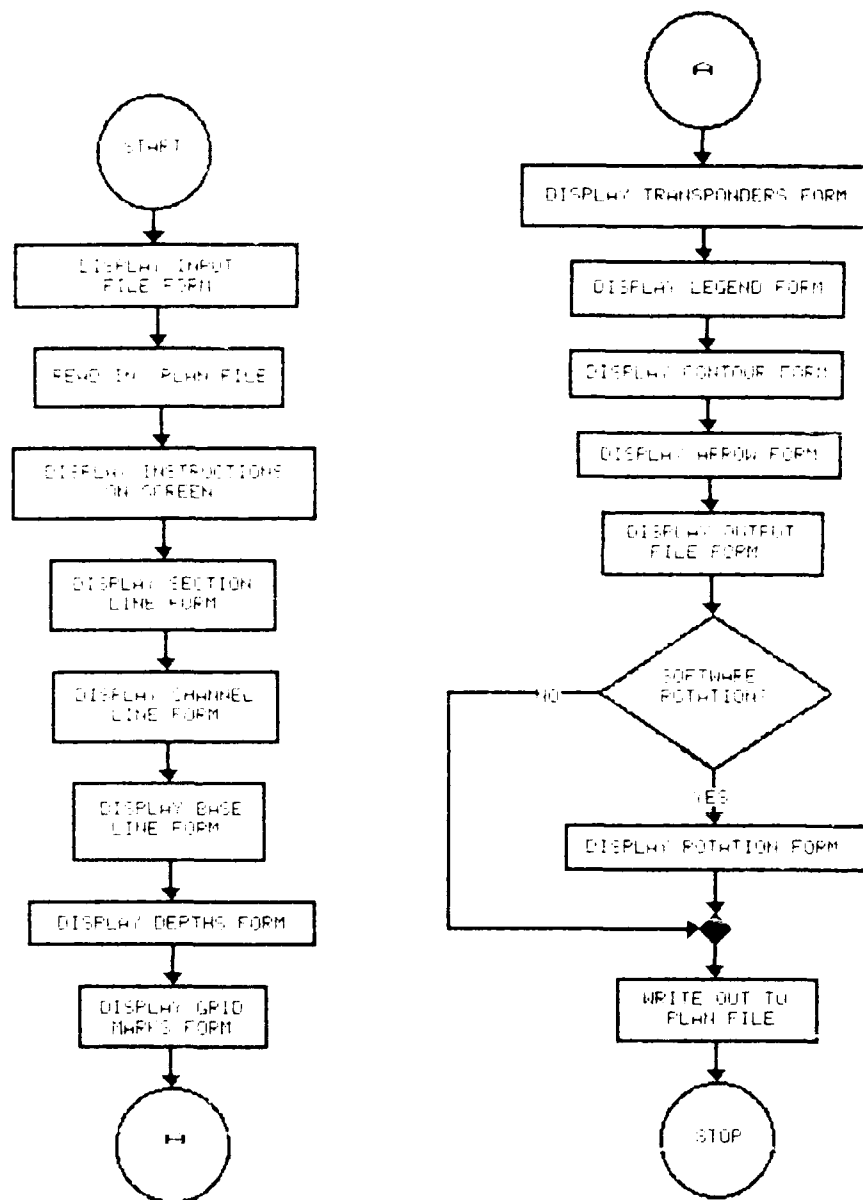 START
DISPLAY INPUT
FILE FORM
READ IN PLAN FILE
DISPLAY INSTRUCTIONS
ON SCREEN
DISPLAY SECTION
LINE FORM
DISPLAY CHANNEL
LINE FORM
DISPLAY BASE
LINE FORM
DISPLAY DEPTHS FORM
DISPLAY GRID
MARKS FORM
A
A
DISPLAY TRANSPONDERS FORM
DISPLAY LEGEND FORM
DISPLAY CONTOUR FORM
DISPLAY ARROW FORM
DISPLAY OUTPUT
FILE FORM
SOFTWARE
ROTATION?
NO
YES
DISPLAY ROTATION FORM
WRITE OUT TO
PLAN FILE
STOP